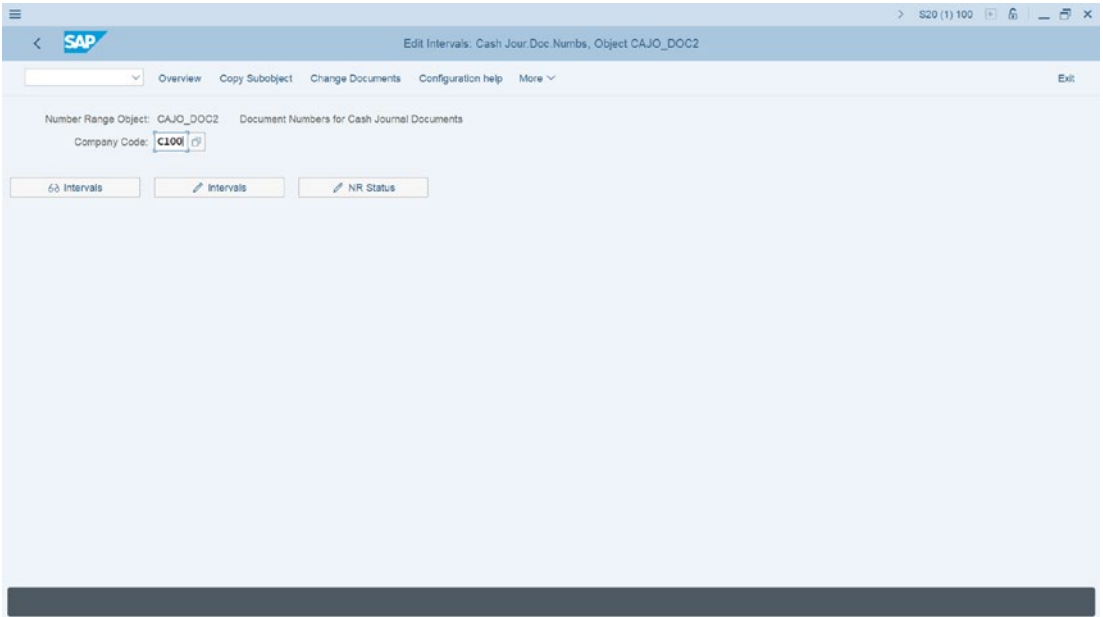 S20 (1) 100
SAP
Edit Intervals: Cash Jour.Doc.Numbs, Object CAJO_DOC2
Overview Copy Subobject Change Documents Configuration help More Exit
Number Range Object: CAJO_DOC2 Document Numbers for Cash Journal Documents
Company Code: C100
Intervals Intervals NR Status